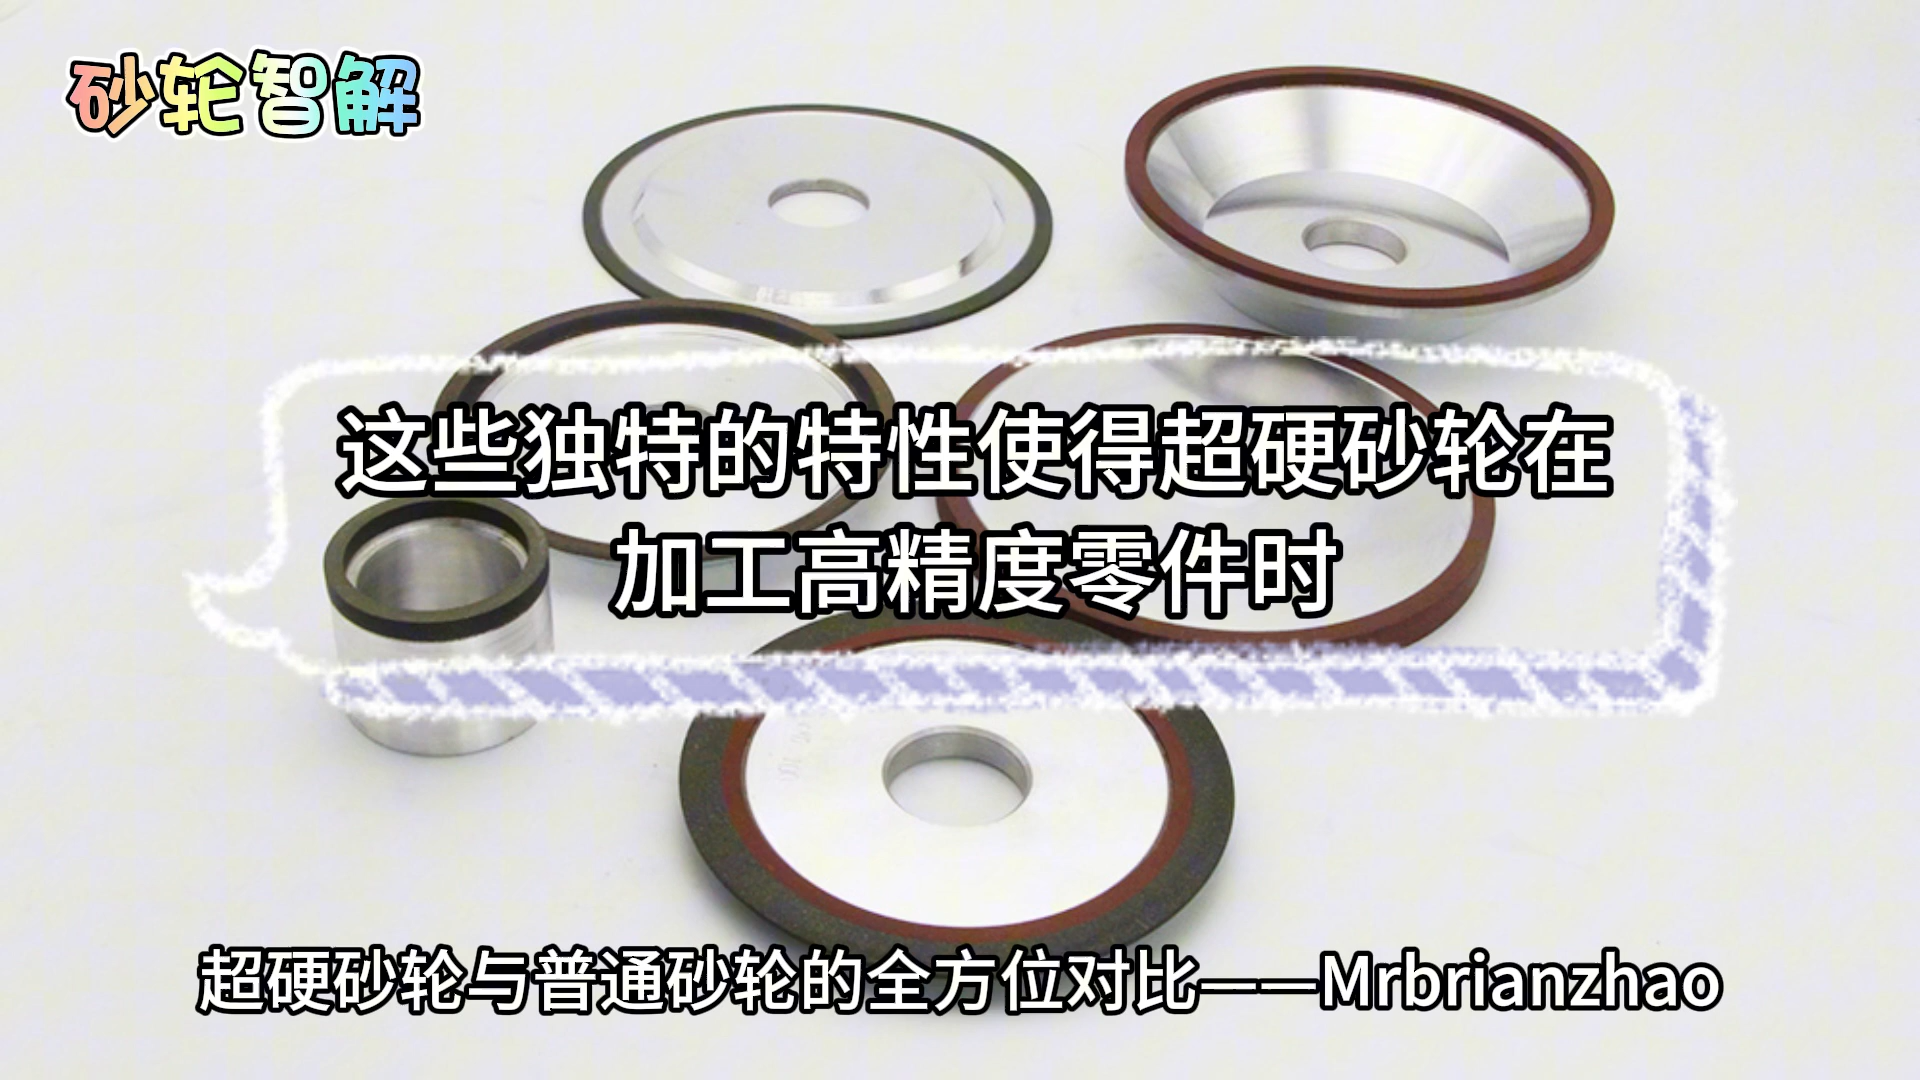 砂轮智解
这些独特的特性使得超硬砂轮在
加工高精度零件时
超硬砂轮与普通砂轮的全方位对比——Mrbrianzhao